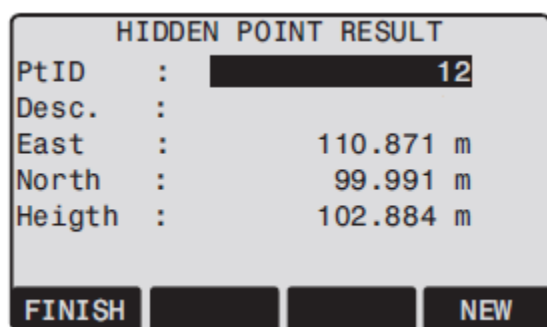 HIDDEN POINT RESULT
PtID : 12
Desc. :
East : 110.871 m
North : 99.991 m
Heigth : 102.884 m
FINISH NEW